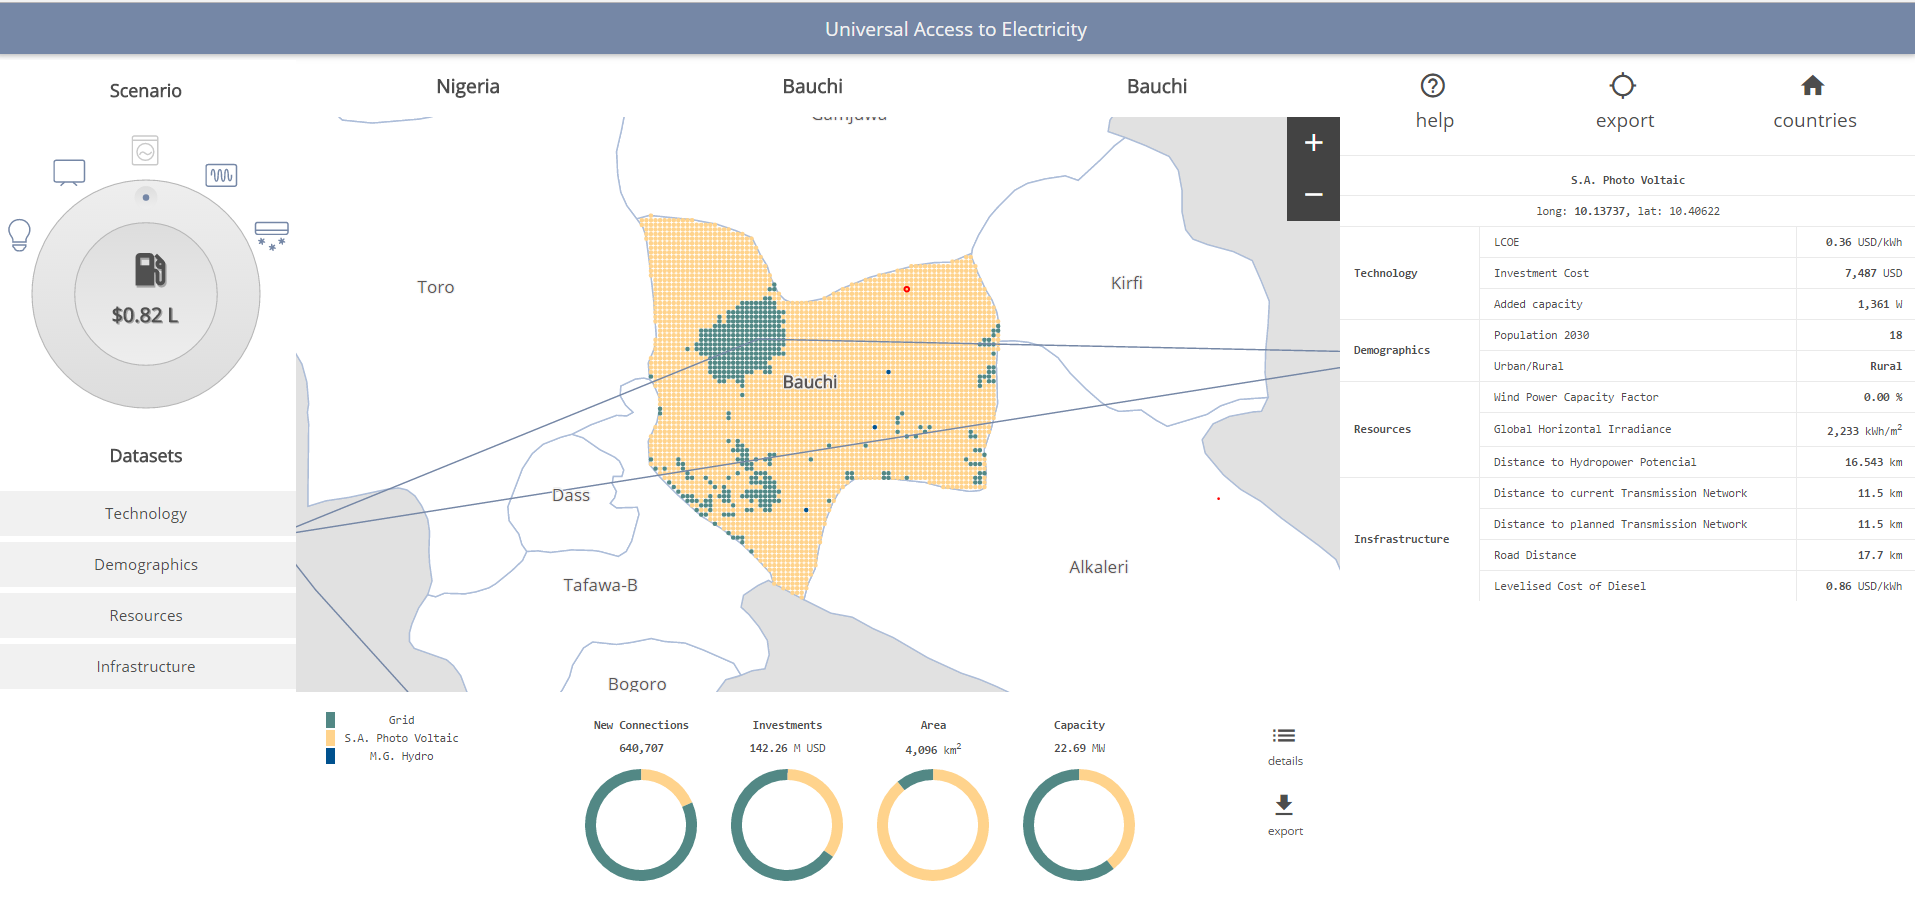 Universal Access to Electricity
Scenario
Nigeria
Bauchi
Bauchi
help
export
countries
$0.82 L
Datasets
Technology
Demographics
Resources
Infrastructure
Gamjuwa
Toro
Kirfi
Bauchi
Dass
Tafawa-B
Alkaleri
Bogoro
+
−
S.A. Photo Voltaic
long: 10.13737, lat: 10.40622
Technology
LCOE 0.36 USD/kWh
Investment Cost 7,487 USD
Added capacity 1,361 W
Demographics
Population 2030 18
Urban/Rural Rural
Resources
Wind Power Capacity Factor 0.00 %
Global Horizontal Irradiance 2,233 kWh/m²
Distance to Hydropower Potencial 16.543 km
Insfrastructure
Distance to current Transmission Network 11.5 km
Distance to planned Transmission Network 11.5 km
Road Distance 17.7 km
Levelised Cost of Diesel 0.86 USD/kWh
Grid
S.A. Photo Voltaic
M.G. Hydro
New Connections
640,707
Investments
142.26 M USD
Area
4,096 km²
Capacity
22.69 MW
details
export